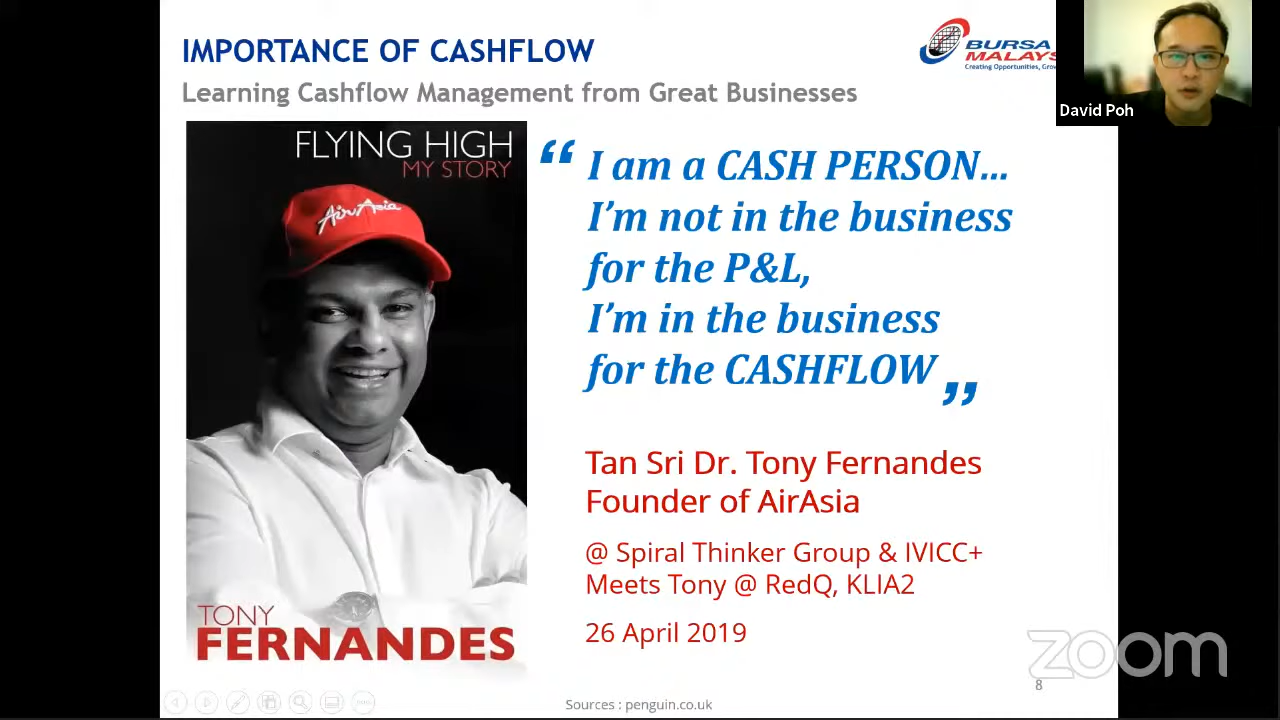 IMPORTANCE OF CASHFLOW
Learning Cashflow Management from Great Businesses
BURSA
MALAYS
Creating Opportunities, Grow
David Poh
FLYING HIGH
MY STORY
AirAsia
TONY
FERNANDES
“ I am a CASH PERSON...
I’m not in the business
for the P&L,
I’m in the business
for the CASHFLOW ”
Tan Sri Dr. Tony Fernandes
Founder of AirAsia
@ Spiral Thinker Group & IVICC+
Meets Tony @ RedQ, KLIA2
26 April 2019
zoom
8
Sources : penguin.co.uk